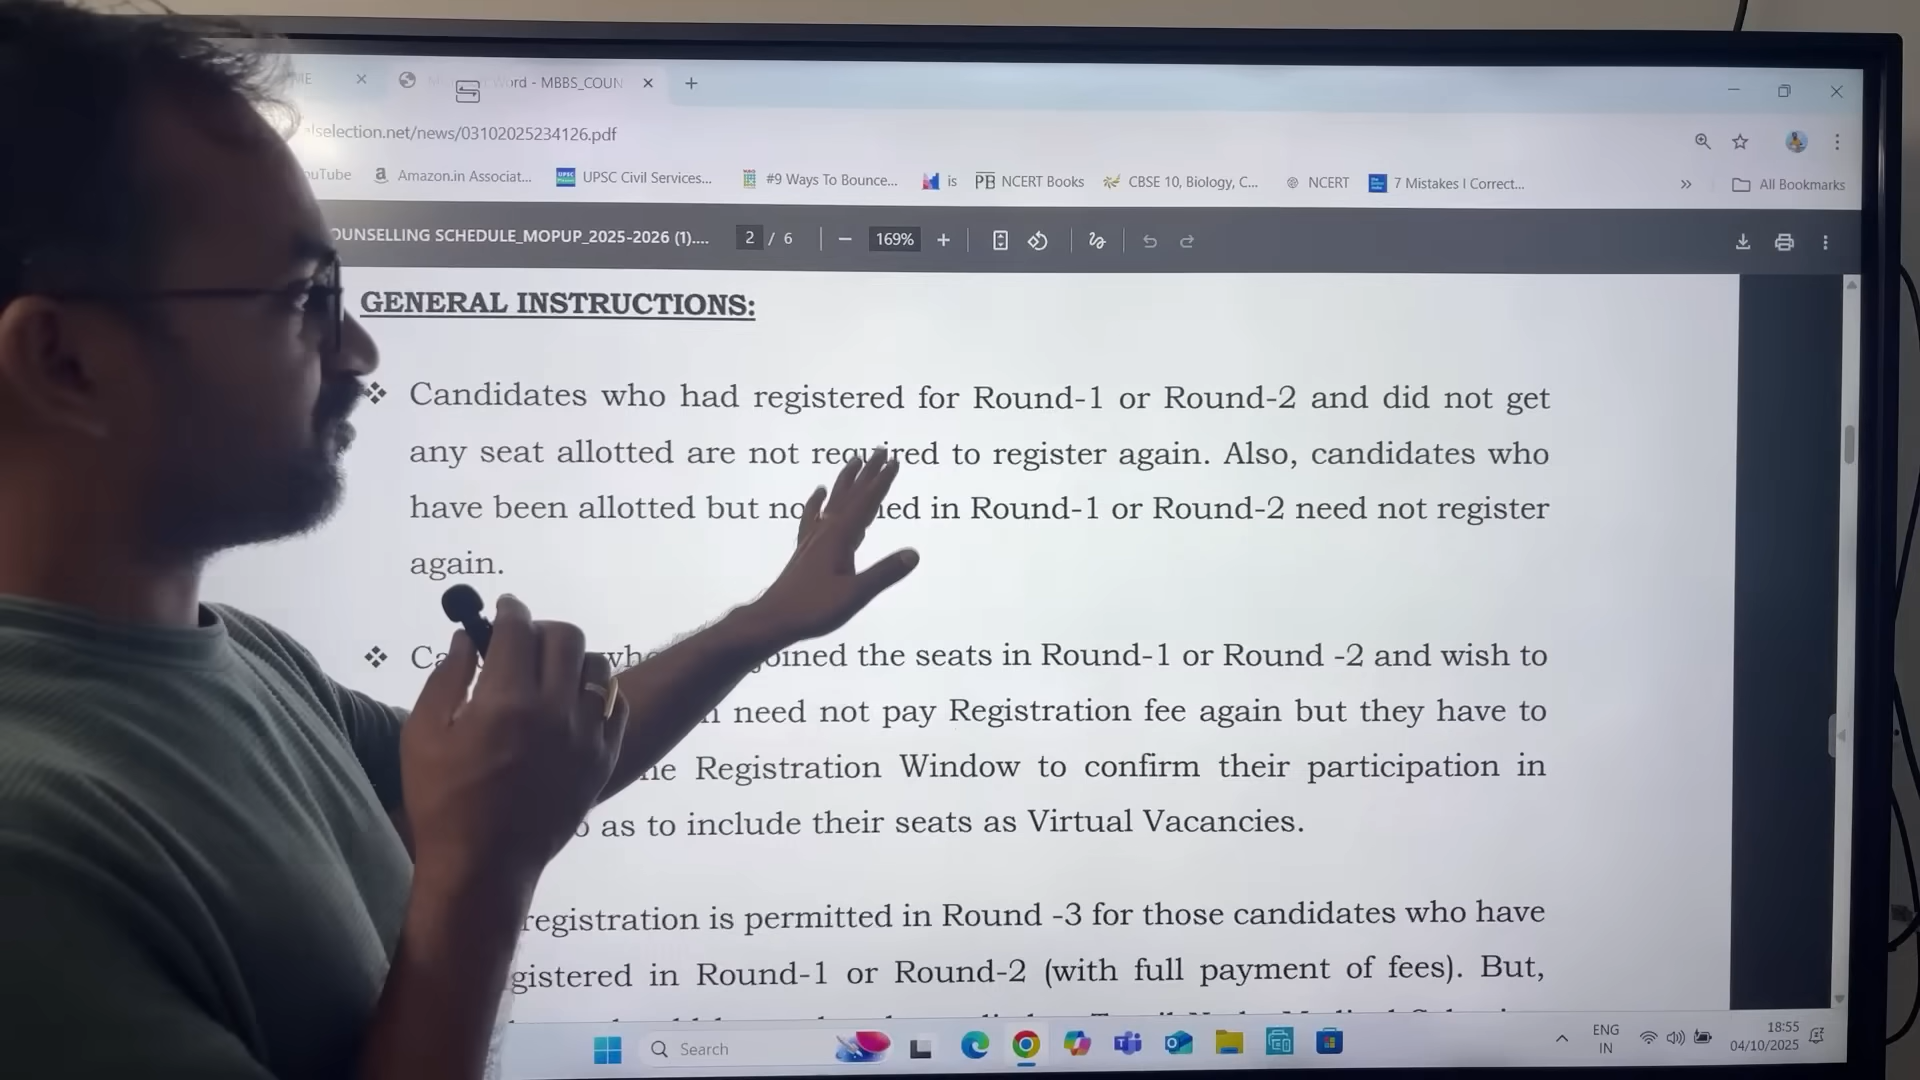 Word - MBBS_COUN
lselection.net/news/03102025234126.pdf
uTube
Amazon.in Associat...
UPSC Civil Services...
#9 Ways To Bounce...
is
NCERT Books
CBSE 10, Biology, C...
NCERT
7 Mistakes I Correct...
All Bookmarks
OUNSELLING SCHEDULE_MOPUP_2025-2026 (1)....
2 / 6
169%
GENERAL INSTRUCTIONS:
❖ Candidates who had registered for Round-1 or Round-2 and did not get
any seat allotted are not required to register again. Also, candidates who
have been allotted but no ed in Round-1 or Round-2 need not register
again.
❖ Ca wh joined the seats in Round-1 or Round -2 and wish to
need not pay Registration fee again but they have to
he Registration Window to confirm their participation in
o as to include their seats as Virtual Vacancies.
registration is permitted in Round -3 for those candidates who have
gistered in Round-1 or Round-2 (with full payment of fees). But,
Search
ENG
IN
18:55
04/10/2025